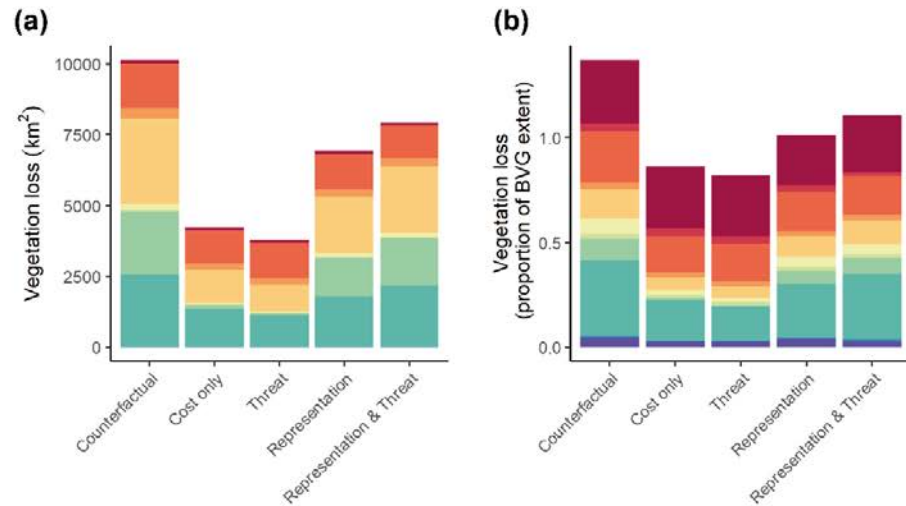 (a)
Vegetation loss (km²)
10000
7500
5000
2500
0
Counterfactual
Cost only
Threat
Representation
Representation & Threat
(b)
Vegetation loss
(proportion of BVG extent)
1.0
0.5
0.0
Counterfactual
Cost only
Threat
Representation
Representation & Threat